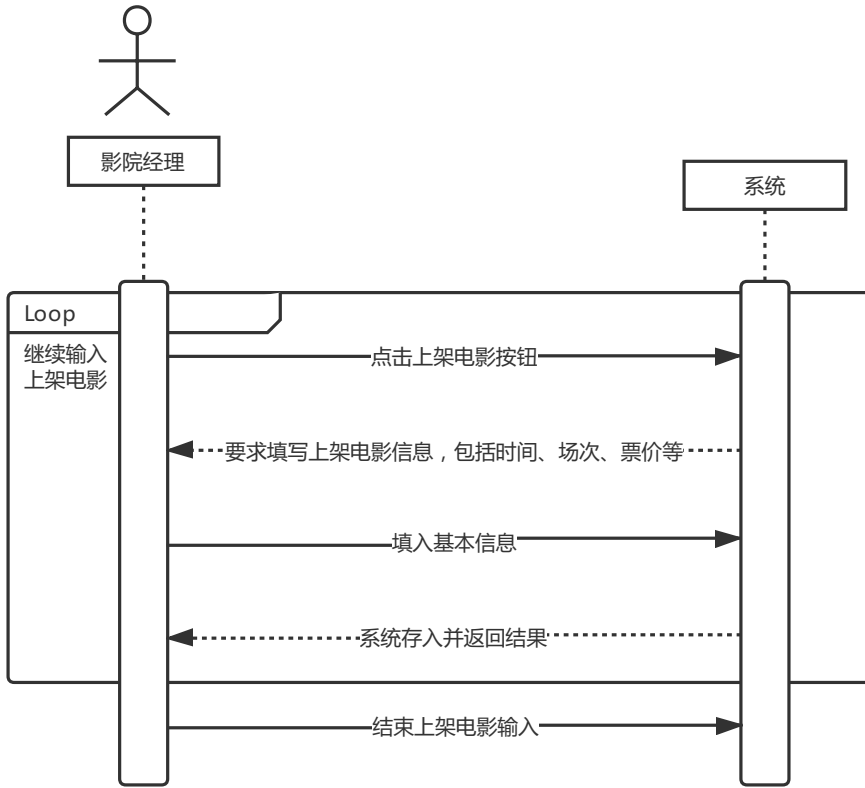 影院经理
系统
Loop
继续输入
上架电影
点击上架电影按钮
要求填写上架电影信息，包括时间、场次、票价等
填入基本信息
系统存入并返回结果
结束上架电影输入